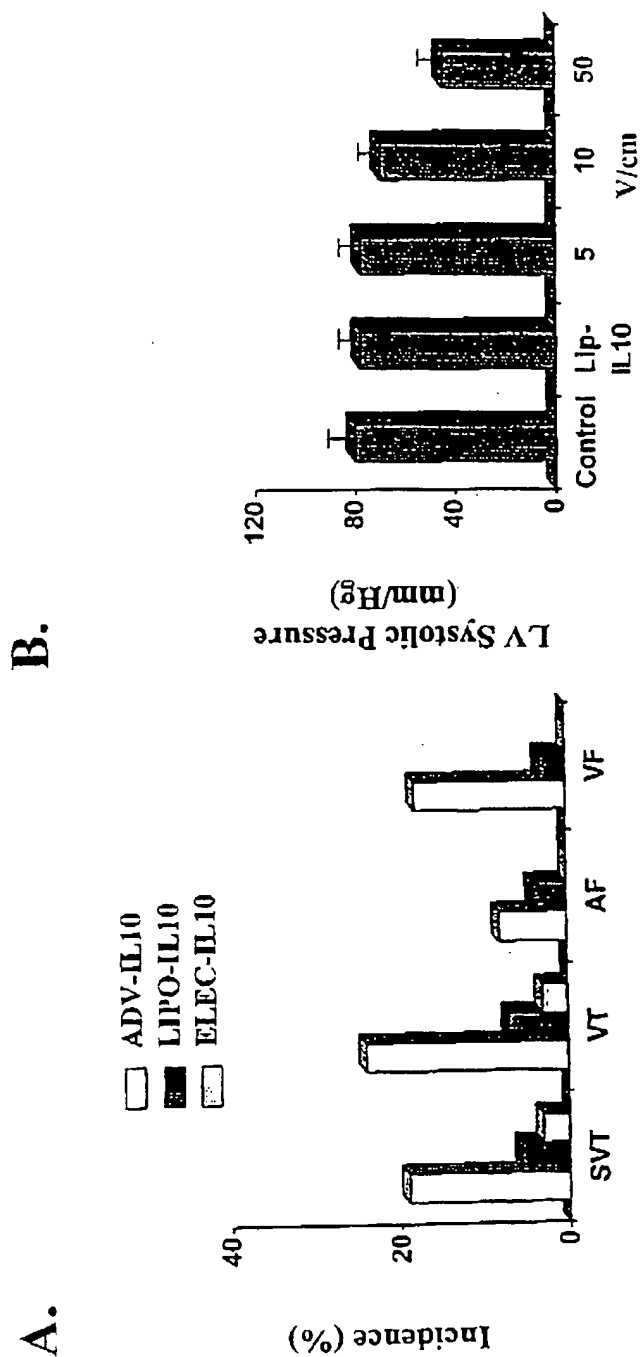 A.
Incidence (%)
40
20
0
ADV-IL10
LIPO-IL10
ELEC-IL10
SVT
VT
AF
VF
B.
LV Systolic Pressure
(mm/Hg)
120
80
40
0
Control
Lip-
IL10
5
10
50
V/cm